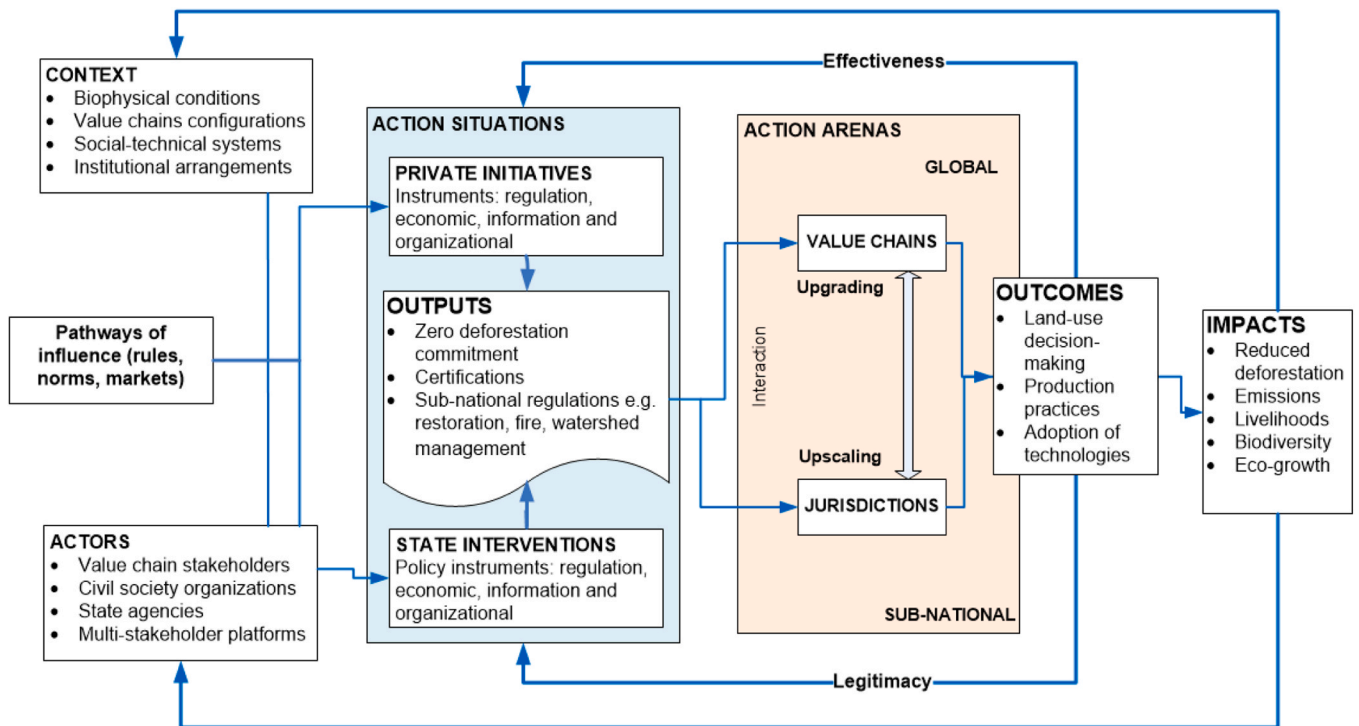 CONTEXT
• Biophysical conditions
• Value chains configurations
• Social-technical systems
• Institutional arrangements
Pathways of
influence (rules,
norms, markets)
ACTORS
• Value chain stakeholders
• Civil society organizations
• State agencies
• Multi-stakeholder platforms
Effectiveness
ACTION SITUATIONS
PRIVATE INITIATIVES
Instruments: regulation,
economic, information and
organizational
OUTPUTS
• Zero deforestation
commitment
• Certifications
• Sub-national regulations e.g.
restoration, fire, watershed
management
STATE INTERVENTIONS
Policy instruments: regulation,
economic, information and
organizational
ACTION ARENAS
GLOBAL
VALUE CHAINS
Upgrading
Interaction
Upscaling
JURISDICTIONS
SUB-NATIONAL
Legitimacy
OUTCOMES
• Land-use
decision-
making
• Production
practices
• Adoption of
technologies
IMPACTS
• Reduced
deforestation
• Emissions
• Livelihoods
• Biodiversity
• Eco-growth